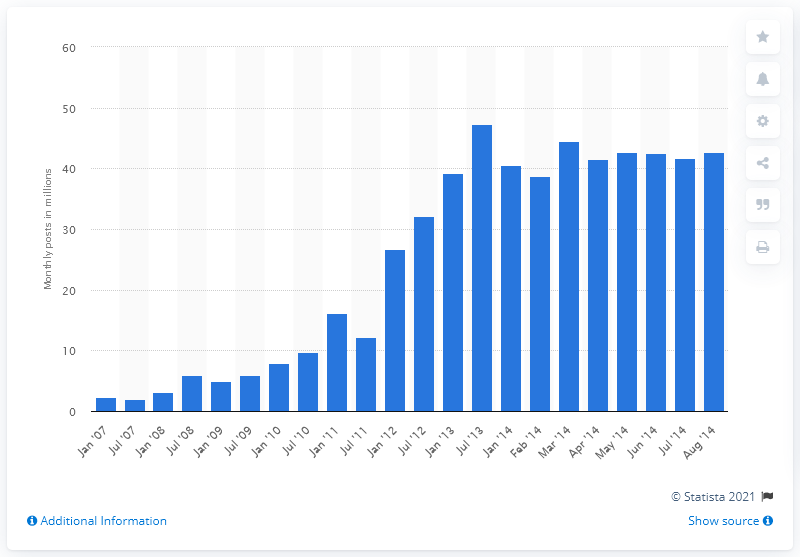 60
50
40
30
20
10
0
Monthly posts in millions
Jan '07
Jul '07
Jan '08
Jul '08
Jan '09
Jul '09
Jan '10
Jul '10
Jan '11
Jul '11
Jan '12
Jul '12
Jan '13
Jul '13
Jan '14
Feb '14
Mar '14
Apr '14
May '14
Jun '14
Jul '14
Aug '14
© Statista 2021
Additional Information
Show source